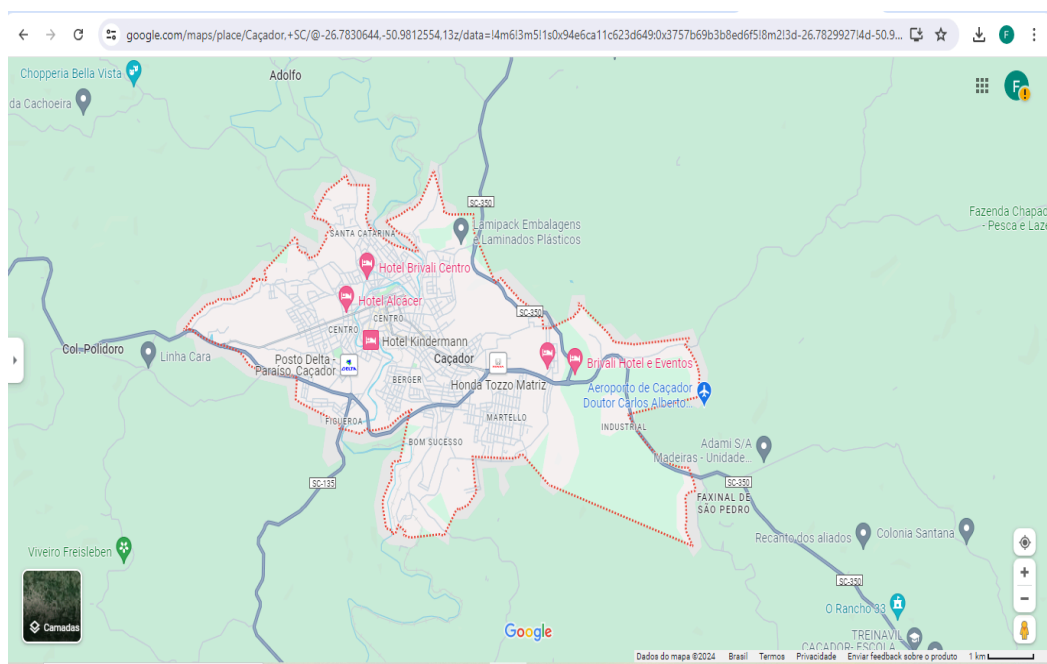 google.com/maps/place/Caçador,+SC/@-26.7830644,-50.9812554,13z/data=!4m6!3m5!1s0x94e6ca11c623d649:0x3757b69b3b8ed6f5!8m2!3d-26.7829927!4d-50.9...
F
Chopperia Bella Vista
Adolfo
da Cachoeira
F
SC-350
Fazenda Chapad
- Pesca e Laze
Lamipack Embalagens
e Laminados Plásticos
SANTA CATARINA
Hotel Brivali Centro
Hotel Alcacer
SC-350
CENTRO
CENTRO
Hotel Kindermann
Col. Polidoro
Linha Cara
Posto Delta -
Paraíso, Caçador
DELTA
Caçador
Brivali Hotel e Eventos
BERGER
Honda Tozzo Matriz
Aeroporto de Caçador
Doutor Carlos Alberto...
FIGUEROA
MARTELLO
INDUSTRIAL
BOM SUCESSO
Adami S/A
Madeiras - Unidade...
SC-135
SC-350
FAXINAL DE
SÃO PEDRO
Recanto dos aliados
Colonia Santana
Viveiro Freisleben
SC-350
O Rancho 33
Camadas
Google
TREINAVIL
CAÇADOR- ESCOLA
Dados do mapa ©2024 Brasil Termos Privacidade Enviar feedback sobre o produto 1 km